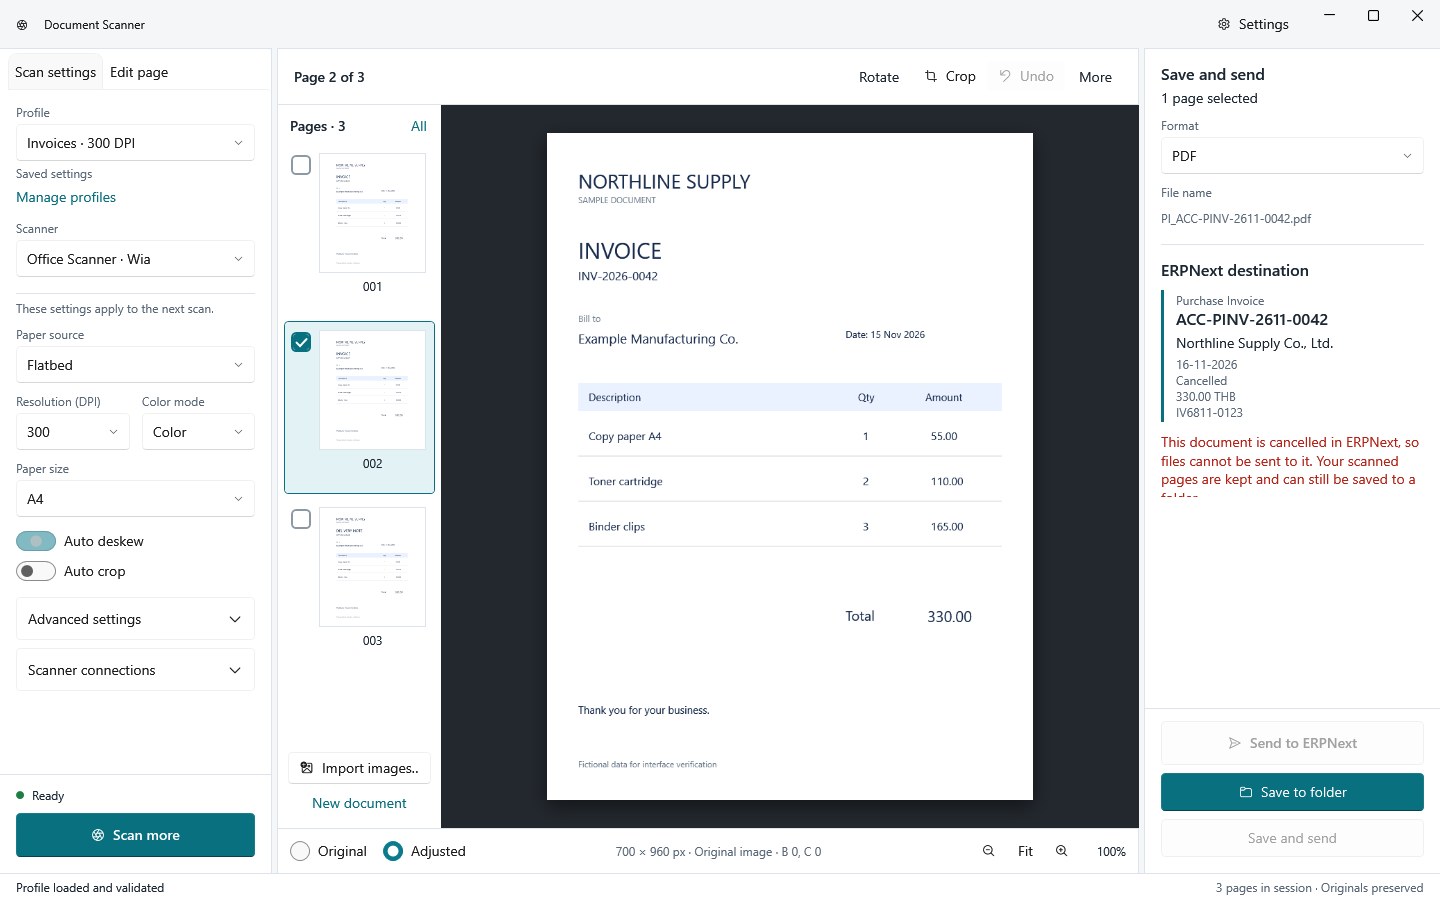 Document Scanner
Settings
Scan settings
Edit page
Profile
Invoices · 300 DPI
Saved settings
Manage profiles
Scanner
Office Scanner · Wia
These settings apply to the next scan.
Paper source
Flatbed
Resolution (DPI)
Color mode
300
Color
Paper size
A4
Auto deskew
Auto crop
Advanced settings
Scanner connections
Ready
Scan more
Page 2 of 3
Rotate
Crop
Undo
More
Pages · 3
All
001
002
003
Import images..
New document
NORTHLINE SUPPLY
SAMPLE DOCUMENT
INVOICE
INV-2026-0042
Bill to
Example Manufacturing Co.
Date: 15 Nov 2026
Description Qty Amount
Copy paper A4 1 55.00
Toner cartridge 2 110.00
Binder clips 3 165.00
Total 330.00
Thank you for your business.
Fictional data for interface verification
Original
Adjusted
700 × 960 px · Original image · B 0, C 0
Fit
100%
Save and send
1 page selected
Format
PDF
File name
PI_ACC-PINV-2611-0042.pdf
ERPNext destination
Purchase Invoice
ACC-PINV-2611-0042
Northline Supply Co., Ltd.
16-11-2026
Cancelled
330.00 THB
IV6811-0123
This document is cancelled in ERPNext, so
files cannot be sent to it. Your scanned
pages are kept and can still be saved to a
Send to ERPNext
Save to folder
Save and send
Profile loaded and validated
3 pages in session · Originals preserved